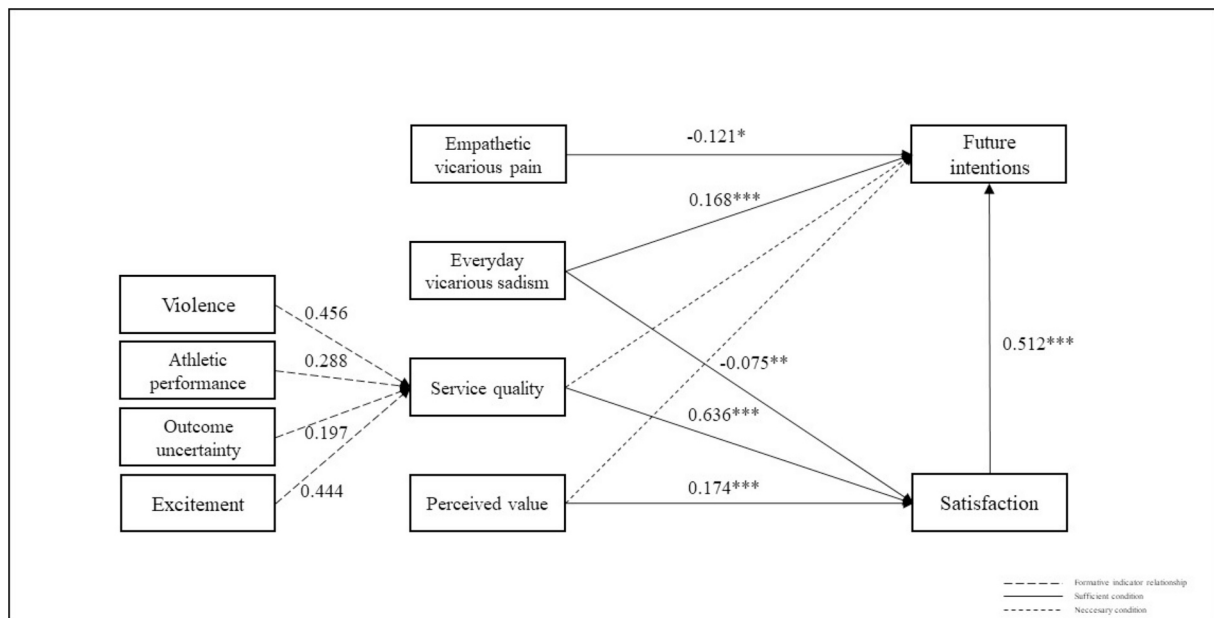 Empathetic
vicarious pain
-0.121*
Future
intentions
0.168***
Everyday
vicarious sadism
Violence
0.456
Athletic
performance
0.288
Service quality
-0.075**
0.512***
Outcome
uncertainty
0.197
0.636***
Excitement
0.444
Perceived value
0.174***
Satisfaction
Formative indicator relationship
Sufficient condition
Neccesary condition